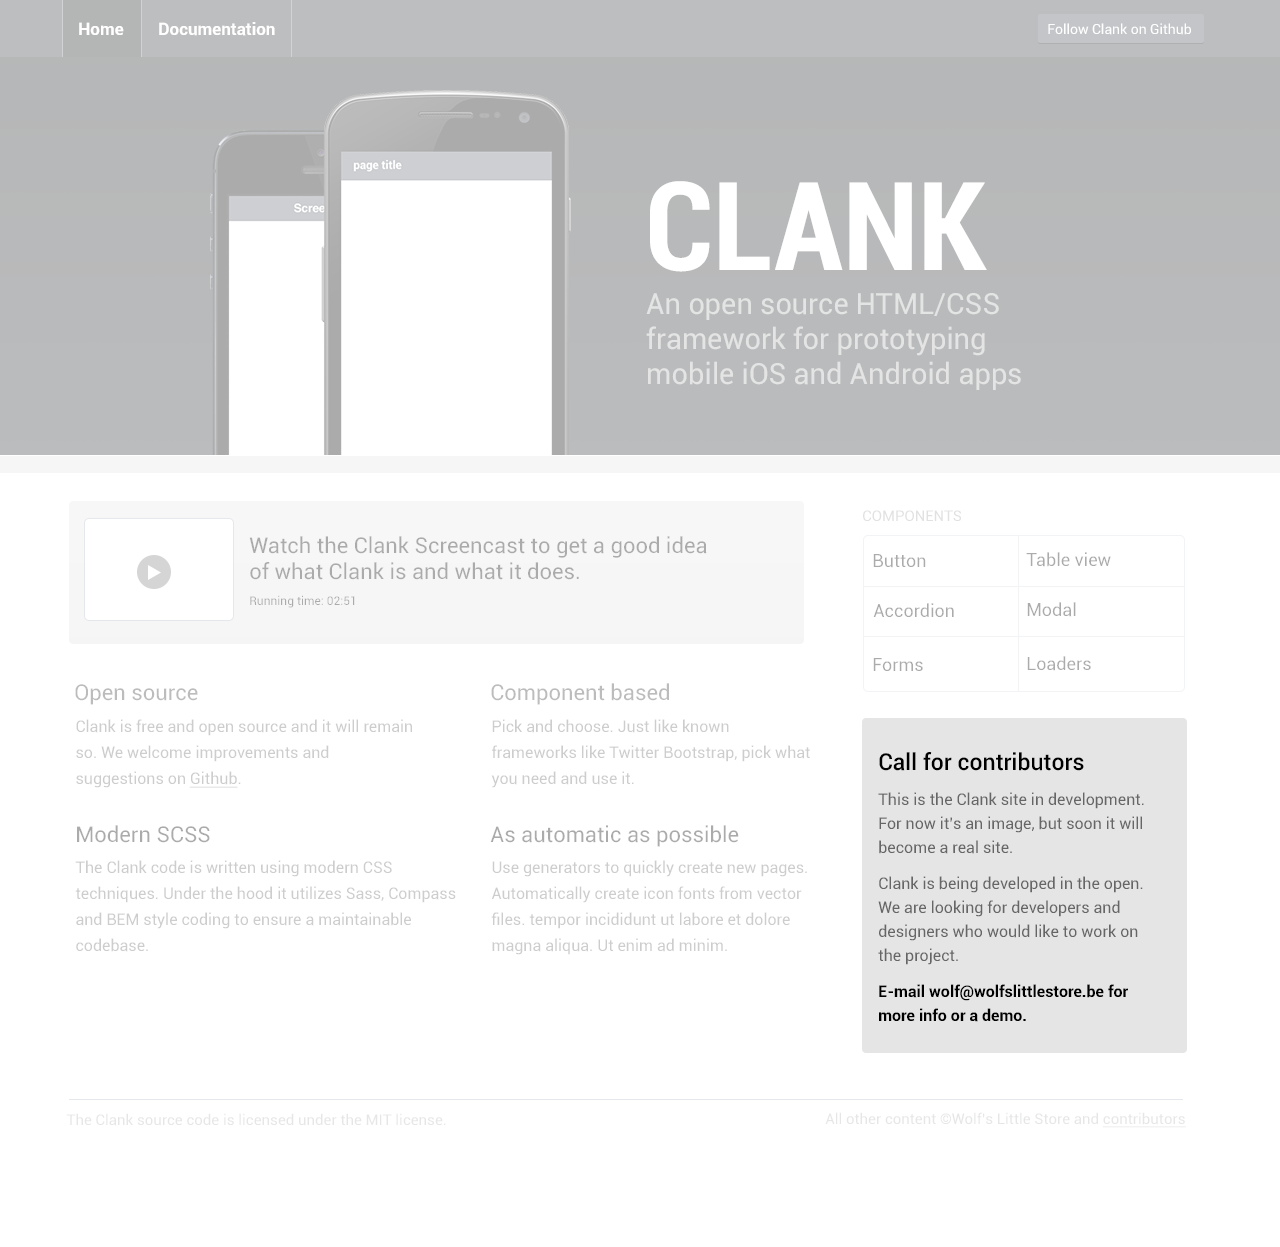 Home
Documentation
Follow Clank on Github
page title
Scree
CLANK
An open source HTML/CSS
framework for prototyping
mobile iOS and Android apps
Watch the Clank Screencast to get a good idea
of what Clank is and what it does.
Running time: 02:51
Open source
Clank is free and open source and it will remain
so. We welcome improvements and
suggestions on Github.
Component based
Pick and choose. Just like known
frameworks like Twitter Bootstrap, pick what
you need and use it.
Modern SCSS
The Clank code is written using modern CSS
techniques. Under the hood it utilizes Sass, Compass
and BEM style coding to ensure a maintainable
codebase.
As automatic as possible
Use generators to quickly create new pages.
Automatically create icon fonts from vector
files. tempor incididunt ut labore et dolore
magna aliqua. Ut enim ad minim.
COMPONENTS
Button
Table view
Accordion
Modal
Forms
Loaders
Call for contributors
This is the Clank site in development.
For now it's an image, but soon it will
become a real site.
Clank is being developed in the open.
We are looking for developers and
designers who would like to work on
the project.
E-mail wolf@wolfslittlestore.be for
more info or a demo.
The Clank source code is licensed under the MIT license.
All other content ©Wolf's Little Store and contributors